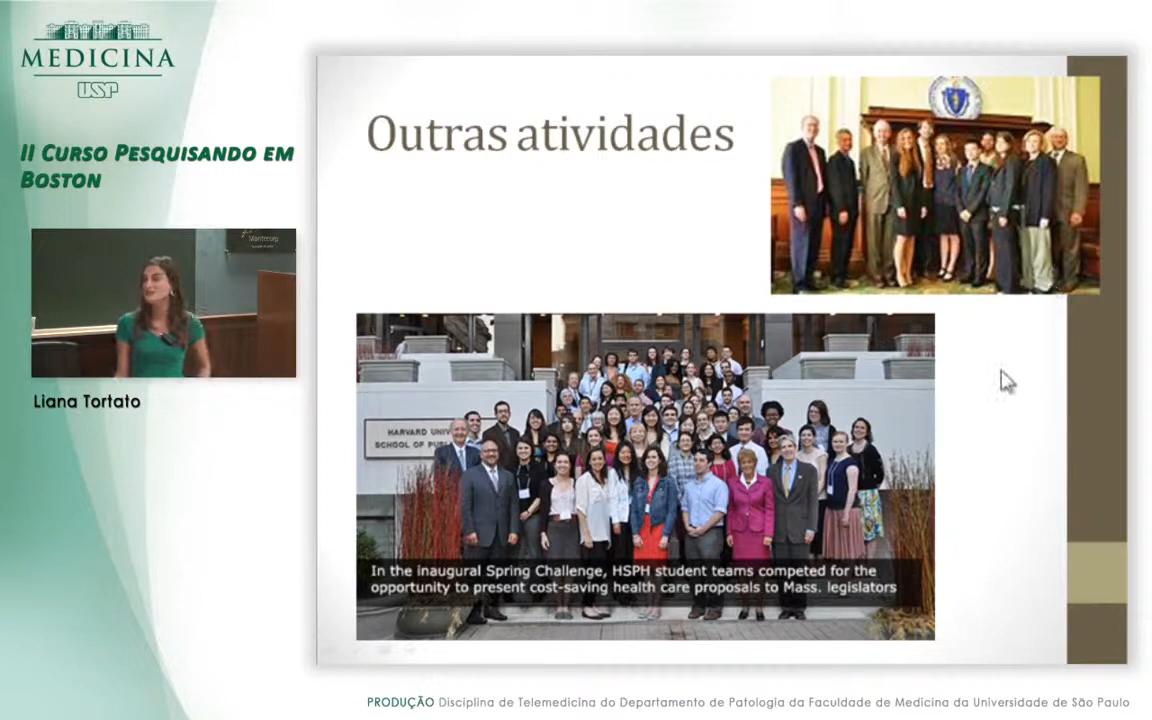 MEDICINA
USP
II CURSO PESQUISANDO EM
BOSTON
Mantecorp
Liana Tortato
Outras atividades
HARVARD UNIV
SCHOOL OF PUBL
In the inaugural Spring Challenge, HSPH student teams competed for the
opportunity to present cost-saving health care proposals to Mass. legislators
PRODUÇÃO Disciplina de Telemedicina do Departamento de Patologia da Faculdade de Medicina da Universidade de São Paulo